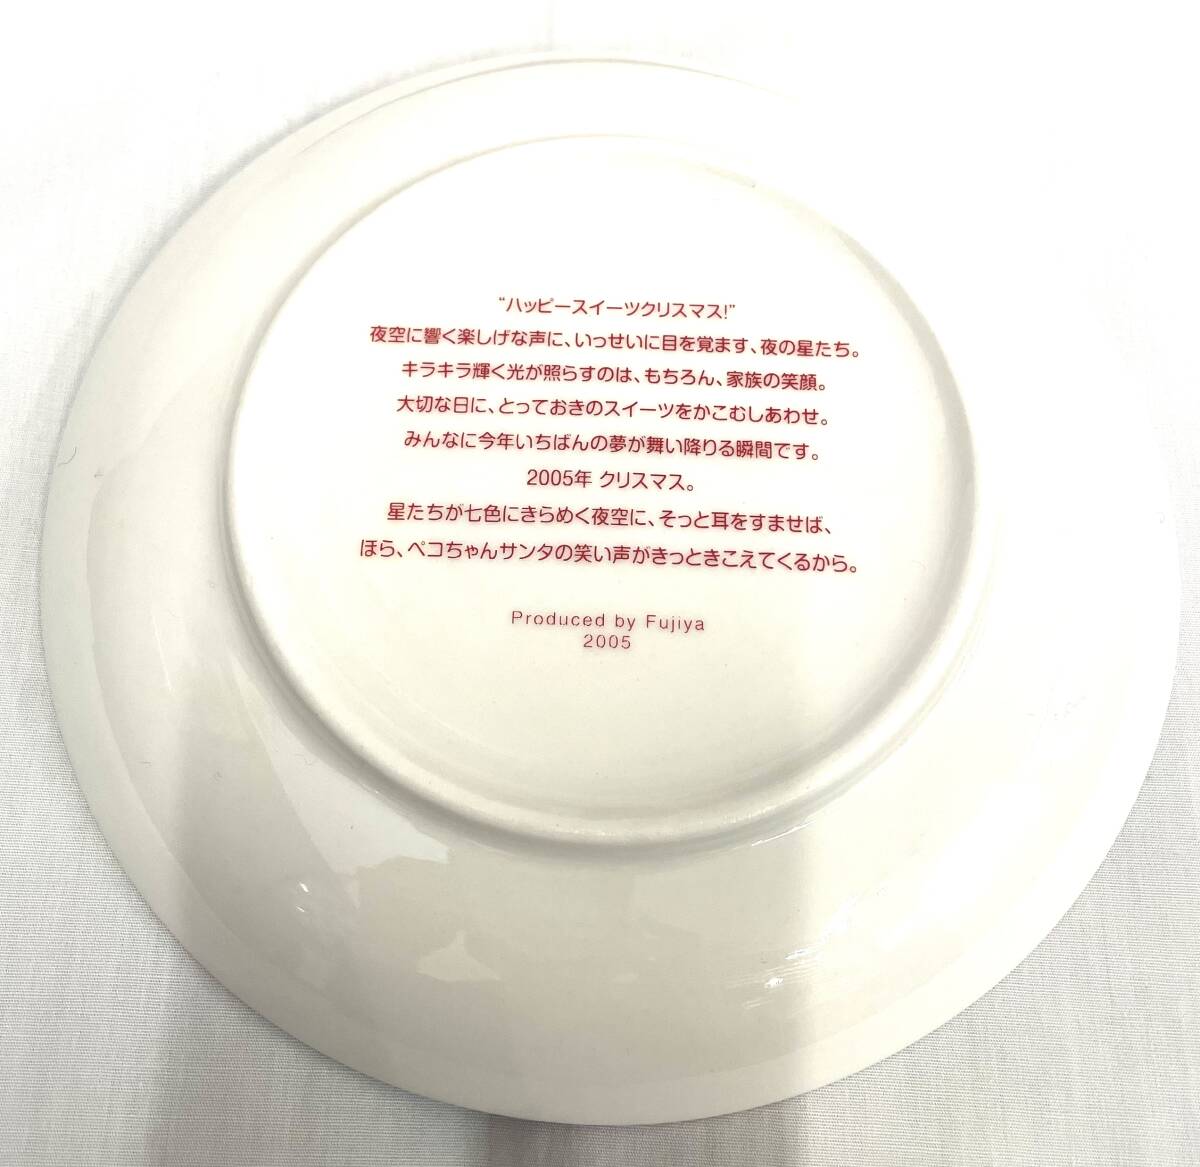 “ハッピースイーツクリスマス!”
夜空に響く楽しげな声に、いっせいに目を覚ます、夜の星たち。
キラキラ輝く光が照らすのは、もちろん、家族の笑顔。
大切な日に、とっておきのスイーツをかこむしあわせ。
みんなに今年いちばんの夢が舞い降りる瞬間です。
2005年 クリスマス。
星たちが七色にきらめく夜空に、そっと耳をすませば、
ほら、ペコちゃんサンタの笑い声がきっときこえてくるから。
Produced by Fujiya
2005